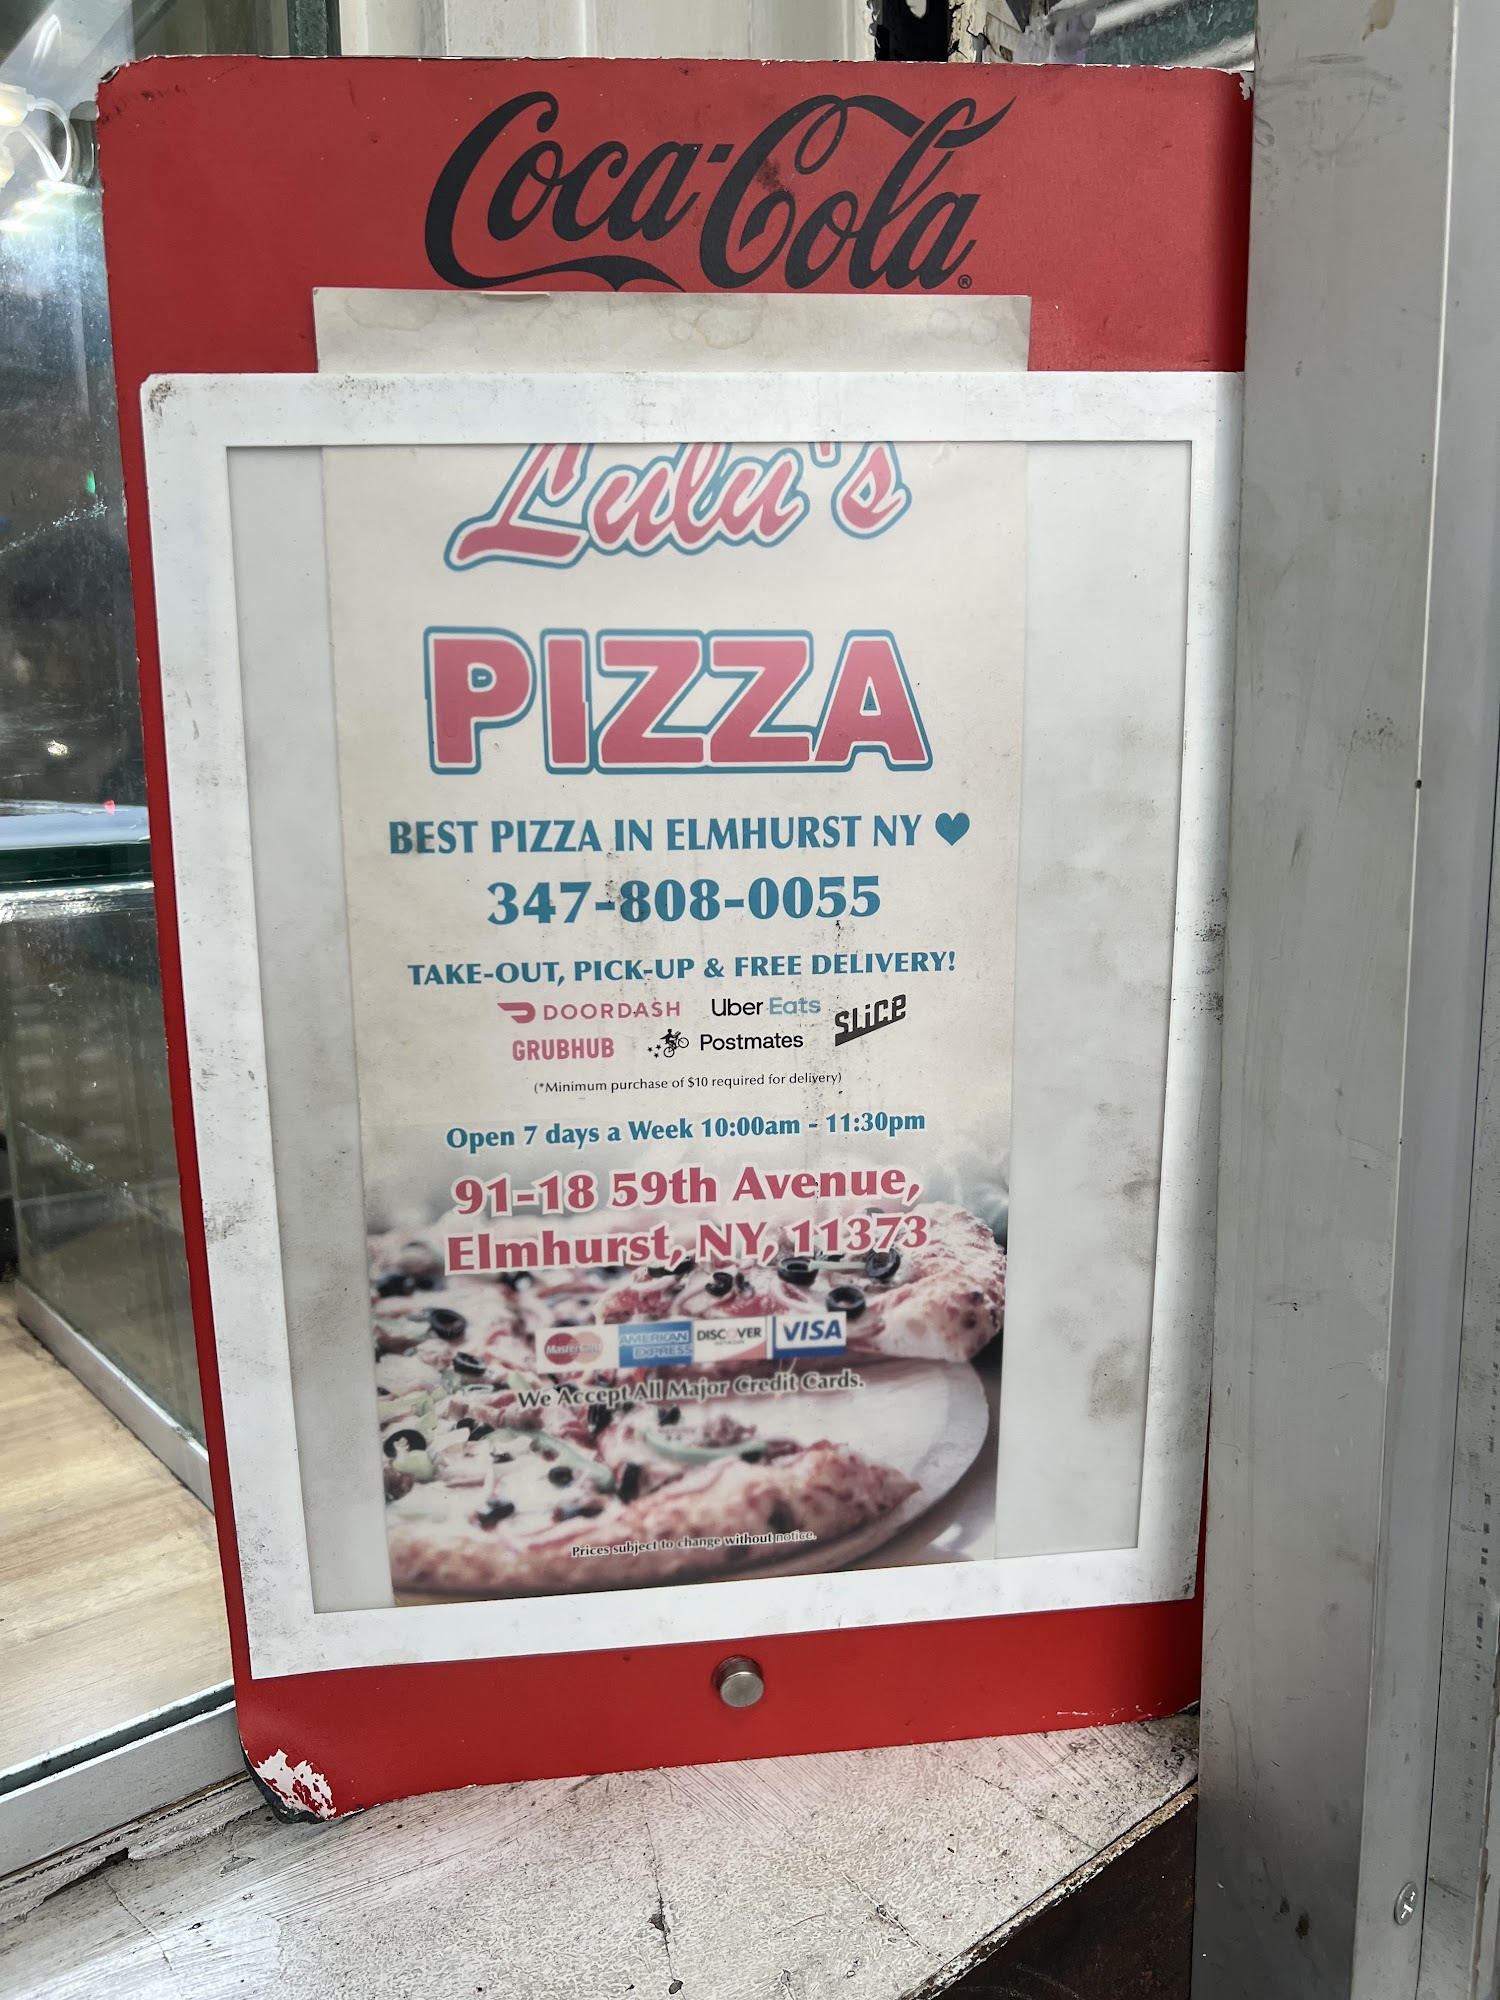 Coca-Cola®
Lulu's
PIZZA
BEST PIZZA IN ELMHURST NY ♥
347-808-0055
TAKE-OUT, PICK-UP & FREE DELIVERY!
DOORDASH Uber Eats SLICE
GRUBHUB Postmates
(*Minimum purchase of $10 required for delivery)
Open 7 days a Week 10:00am - 11:30pm
91-18 59th Avenue,
Elmhurst, NY, 11373
MasterCard AMERICAN EXPRESS DISCOVER NETWORK VISA
We Accept All Major Credit Cards.
Prices subject to change without notice.